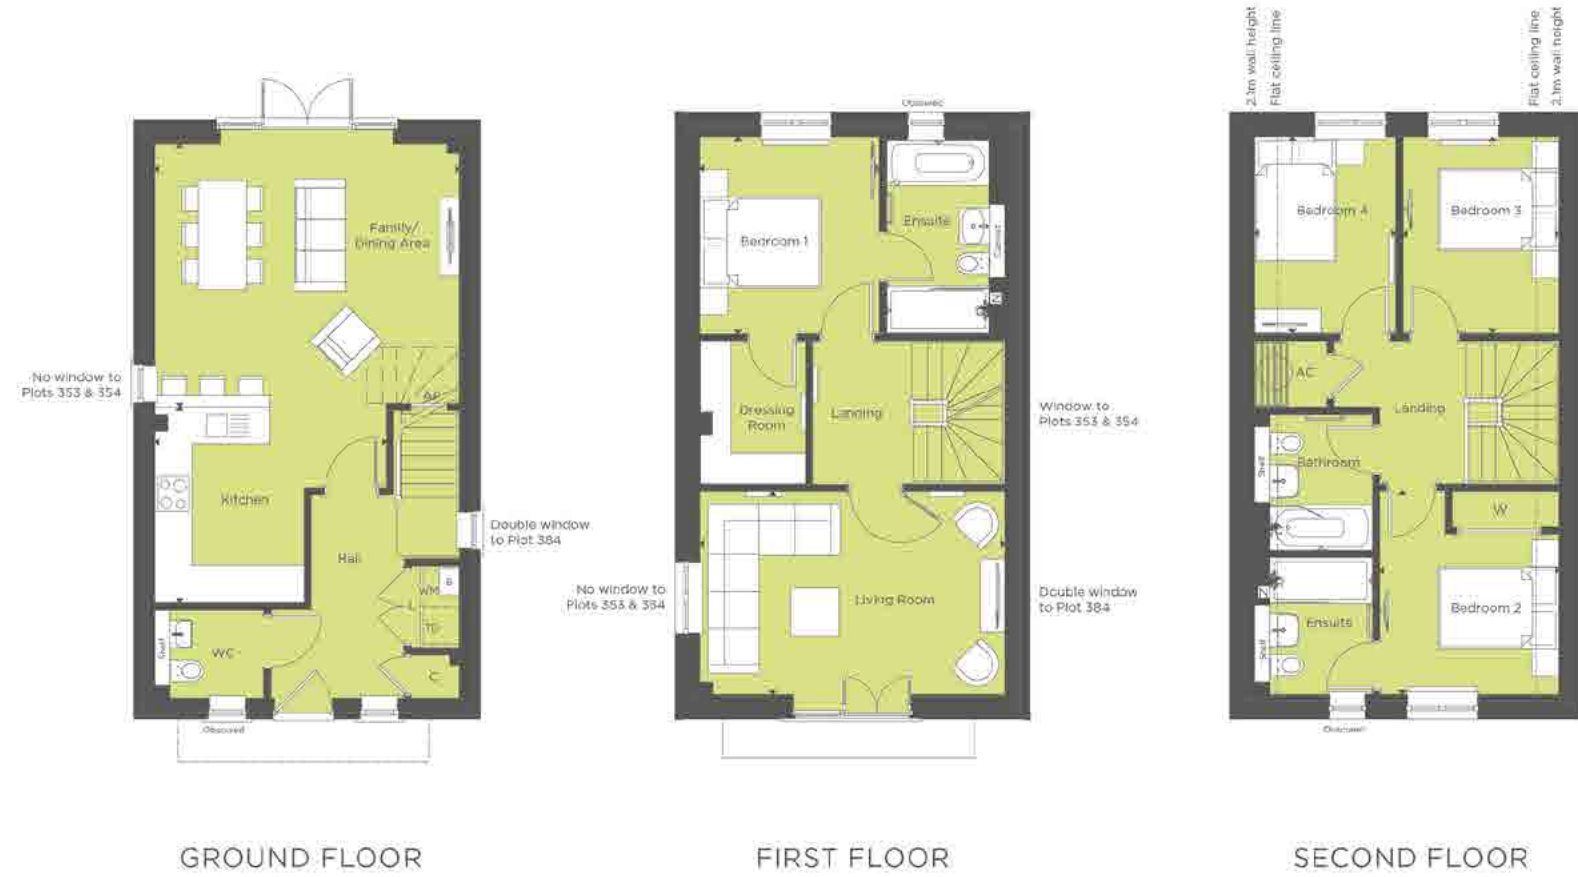 Family/
Dining Area
No window to
Plots 353 & 354
AP
Kitchen
Double window
to Plot 384
Hall
WM
L
TD
WC
Shelf
C
Obscured
GROUND FLOOR
Obscured
Bedroom 1
Ensuite
Cabinet
Dressing
Room
Landing
Window to
Plots 353 & 354
No window to
Plots 353 & 354
Living Room
Double window
to Plot 384
FIRST FLOOR
2.1m wall height
Flat ceiling line
Flat ceiling line
2.1m wall height
Bedroom 4
Bedroom 3
AC
Landing
Shelf
Bathroom
W
Bedroom 2
Ensuite
Shelf
Obscured
SECOND FLOOR